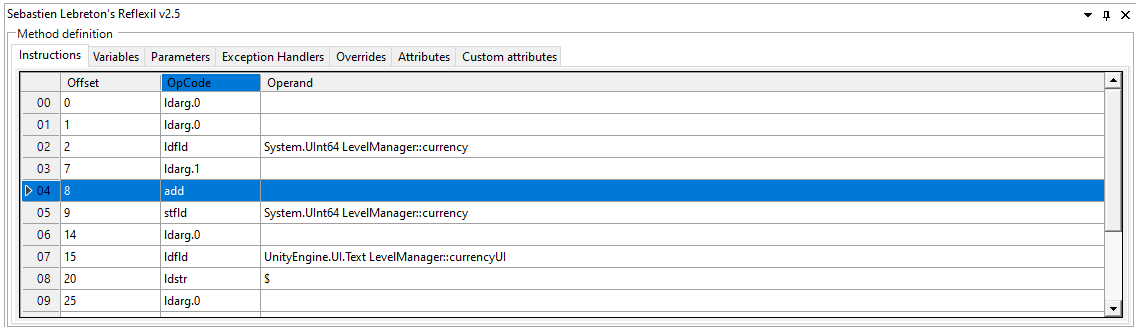 Sebastien Lebreton's Reflexil v2.5
Method definition
Instructions Variables Parameters Exception Handlers Overrides Attributes Custom attributes
Offset OpCode Operand
00 0 ldarg.0
01 1 ldarg.0
02 2 ldfld System.UInt64 LevelManager::currency
03 7 ldarg.1
04 8 add
05 9 stfld System.UInt64 LevelManager::currency
06 14 ldarg.0
07 15 ldfld UnityEngine.UI.Text LevelManager::currencyUI
08 20 ldstr $
09 25 ldarg.0